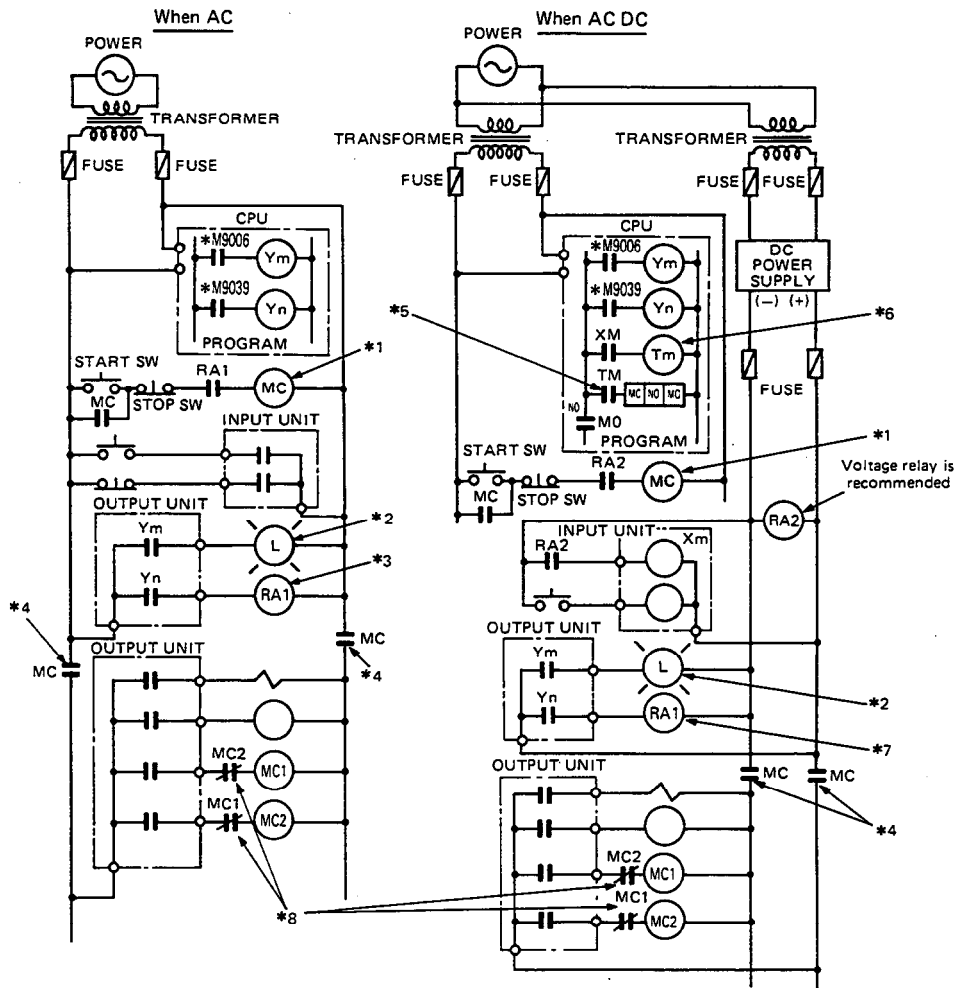 When AC
POWER
TRANSFORMER
FUSE
FUSE
CPU
*M9006
Ym
*M9039
Yn
PROGRAM
*1
START SW
RA1
MC
MC
STOP SW
INPUT UNIT
OUTPUT UNIT
Ym
L
*2
Yn
RA1
*3
*4
MC
MC
*4
OUTPUT UNIT
MC2
MC1
MC1
MC2
*8
When AC DC
POWER
TRANSFORMER
TRANSFORMER
FUSE
FUSE
FUSE
FUSE
CPU
*M9006
Ym
*M9039
Yn
*5
XM
Tm
*6
TM
MC
N0
M0
N0
M0
PROGRAM
DC
POWER
SUPPLY
(−) (+)
FUSE
START SW
RA2
MC
*1
MC
STOP SW
Voltage relay is
recommended
RA2
INPUT UNIT
Xm
RA2
OUTPUT UNIT
Ym
L
*2
Yn
RA1
*7
OUTPUT UNIT
MC
MC
*4
MC2
MC1
MC1
MC2